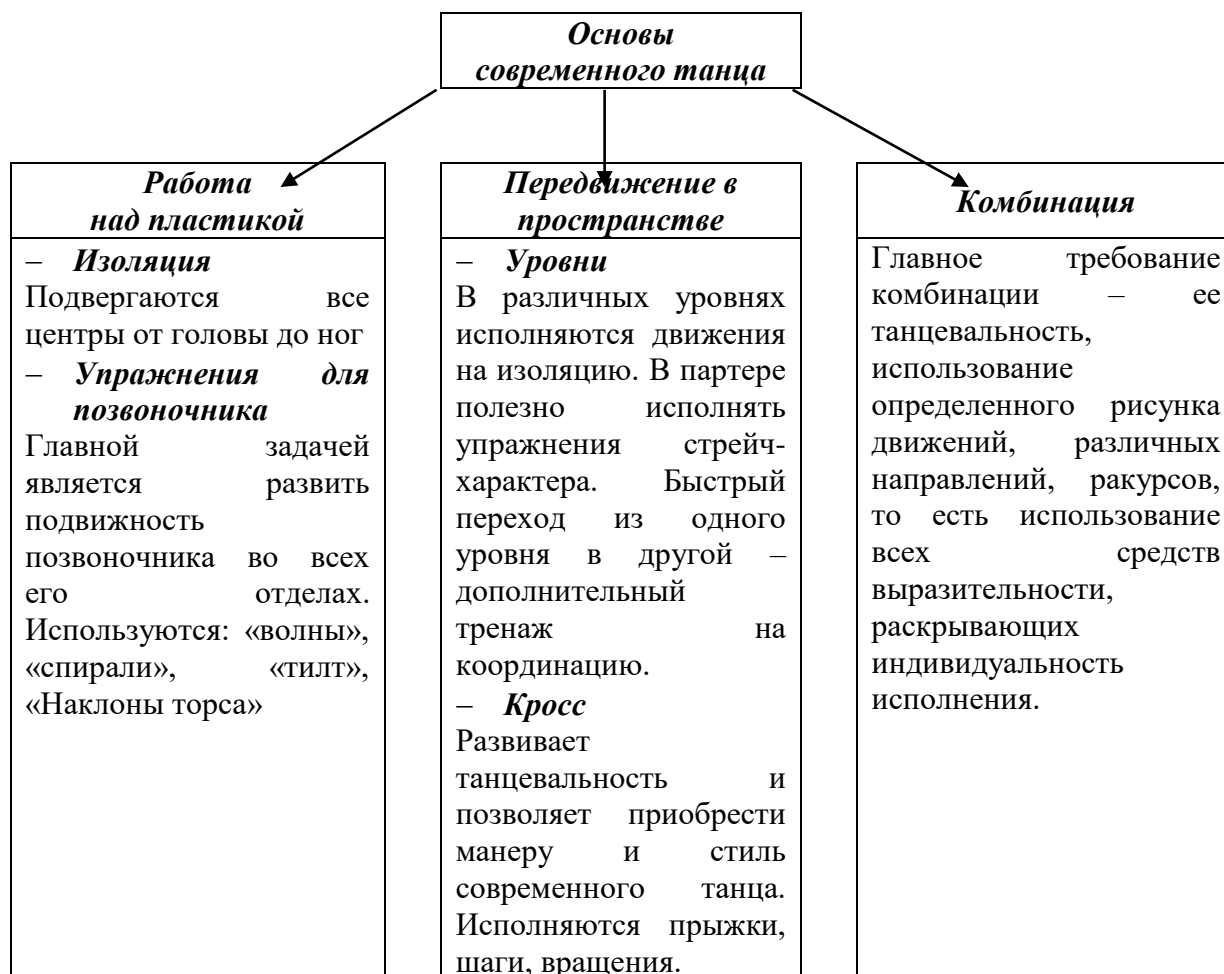 Основы
современного танца
Работа
над пластикой
– Изоляция
Подвергаются все
центры от головы до ног
– Упражнения для
позвоночника
Главной задачей
является развить
подвижность
позвоночника во всех
его отделах.
Используются: «волны»,
«спирали», «тилт»,
«Наклоны торса»
Передвижение в
пространстве
– Уровни
В различных уровнях
исполняются движения
на изоляцию. В партере
полезно исполнять
упражнения стрейч-
характера. Быстрый
переход из одного
уровня в другой –
дополнительный
тренаж на
координацию.
– Кросс
Развивает
танцевальность и
позволяет приобрести
манеру и стиль
современного танца.
Исполняются прыжки,
шаги, вращения.
Комбинация
Главное требование
комбинации – ее
танцевальность,
использование
определенного рисунка
движений, различных
направлений, ракурсов,
то есть использование
всех средств
выразительности,
раскрывающих
индивидуальность
исполнения.